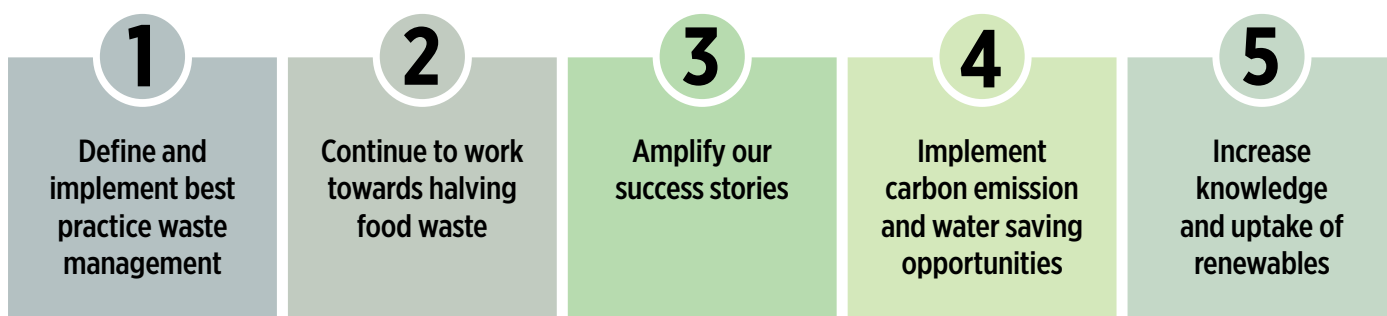 1
Define and
implement best
practice waste
management
2
Continue to work
towards halving
food waste
3
Amplify our
success stories
4
Implement
carbon emission
and water saving
opportunities
5
Increase
knowledge
and uptake of
renewables